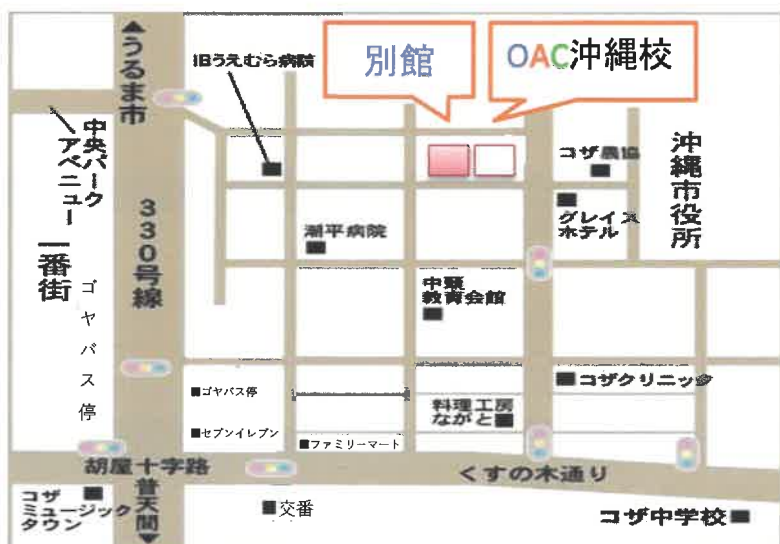 ▲うるま市
IBうえむら病院
別館
OAC沖縄校
中央パーク
アベニュー
コザ農協
沖縄市役所
330号線
グレイス
ホテル
潮平病院
一番街
中頭
教育会館
ゴヤバス停
■ゴヤバス停
コザクリニック
料理工房
ながと
■セブンイレブン
■ファミリーマート
胡屋十字路
くすの木通り
コザ
ミュージック
タウン
普天間▼
■交番
コザ中学校■